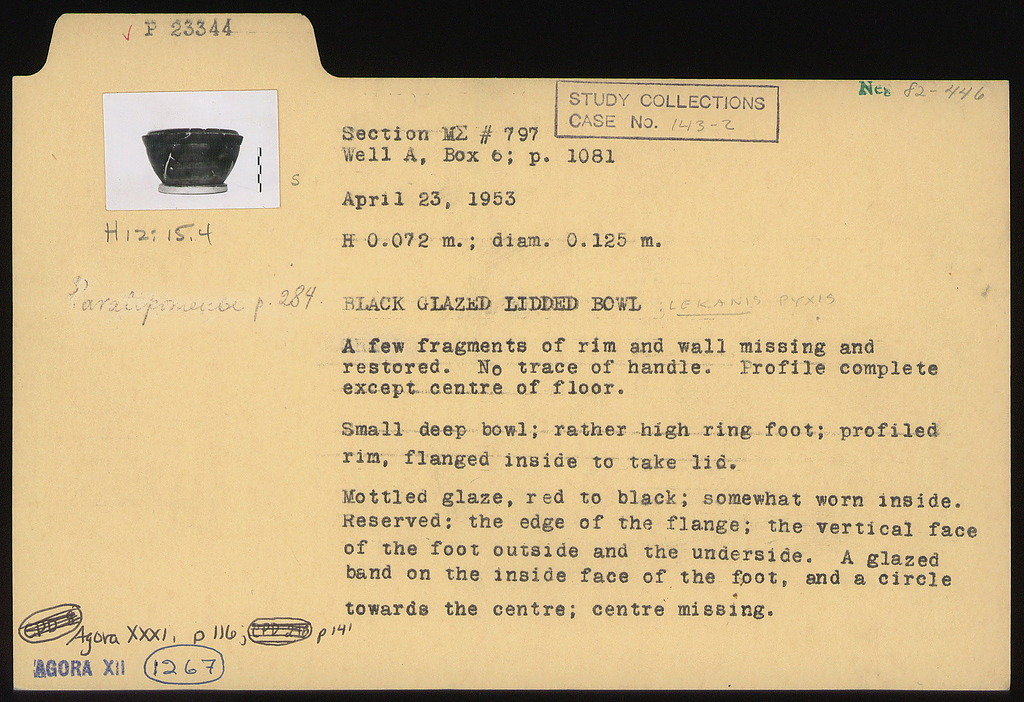 ✓ P 23344
Neg 82-446
STUDY COLLECTIONS
CASE No. 143-2
Section ΜΣ # 797
Well A, Box 6; p. 1081
S
April 23, 1953
H 12:15.4
H 0.072 m.; diam. 0.125 m.
p. 284.
BLACK GLAZED LIDDED BOWL ; LEKANIS PYXIS
A few fragments of rim and wall missing and
restored. No trace of handle. Profile complete
except centre of floor.
Small deep bowl; rather high ring foot; profiled
rim, flanged inside to take lid.
Mottled glaze, red to black; somewhat worn inside.
Reserved: the edge of the flange; the vertical face
of the foot outside and the underside. A glazed
band on the inside face of the foot, and a circle
towards the centre; centre missing.
Agora XXXI, p 116; p 141
AGORA XII 1267